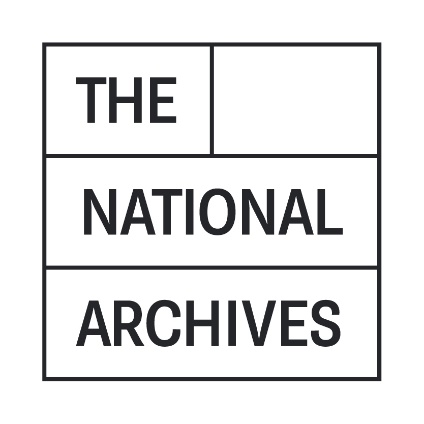 THE
NATIONAL
ARCHIVES